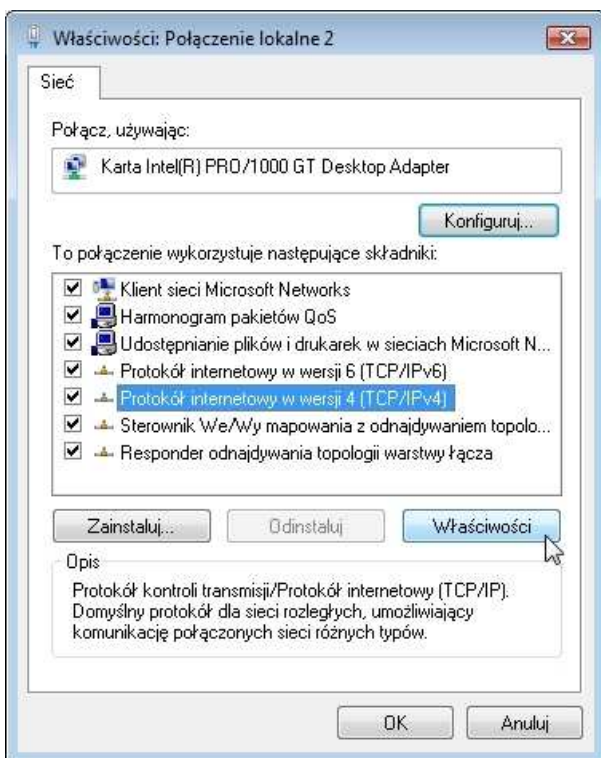 Właściwości: Połączenie lokalne 2
Sieć
Połącz, używając:
Karta Intel(R) PRO/1000 GT Desktop Adapter
Konfiguruj...
To połączenie wykorzystuje następujące składniki:
Klient sieci Microsoft Networks
Harmonogram pakietów QoS
Udostępnianie plików i drukarek w sieciach Microsoft N...
Protokół internetowy w wersji 6 (TCP/IPv6)
Protokół internetowy w wersji 4 (TCP/IPv4)
Sterownik We/Wy mapowania z odnajdywaniem topolo...
Responder odnajdywania topologii warstwy łącza
Zainstaluj... Odinstaluj Właściwości
Opis
Protokół kontroli transmisji/Protokół internetowy (TCP/IP).
Domyślny protokół dla sieci rozległych, umożliwiający
komunikację połączonych sieci różnych typów.
OK Anuluj